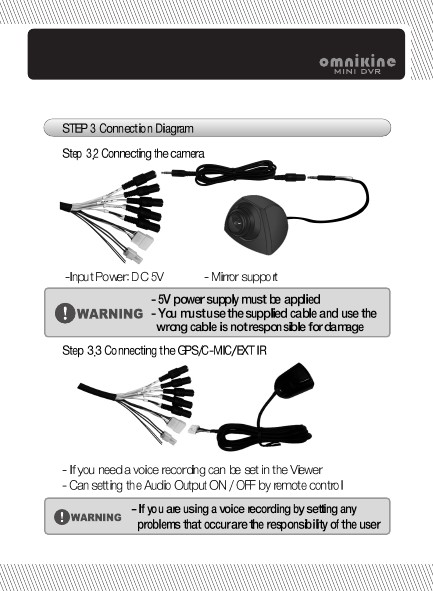 omnikine
MINI DVR
STEP 3 Connection Diagram
Step 3.2 Connecting the camera
-Input Power: DC 5V - Mirror support
WARNING
- 5V power supply must be applied
- You must use the supplied cable and use the
wrong cable is not responsible for damage
Step 3.3 Connecting the GPS/C-MIC/EXT IR
- If you need a voice recording can be set in the Viewer
- Can setting the Audio Output ON / OFF by remote control
WARNING
- If you are using a voice recording by setting any
problems that occur are the responsibility of the user